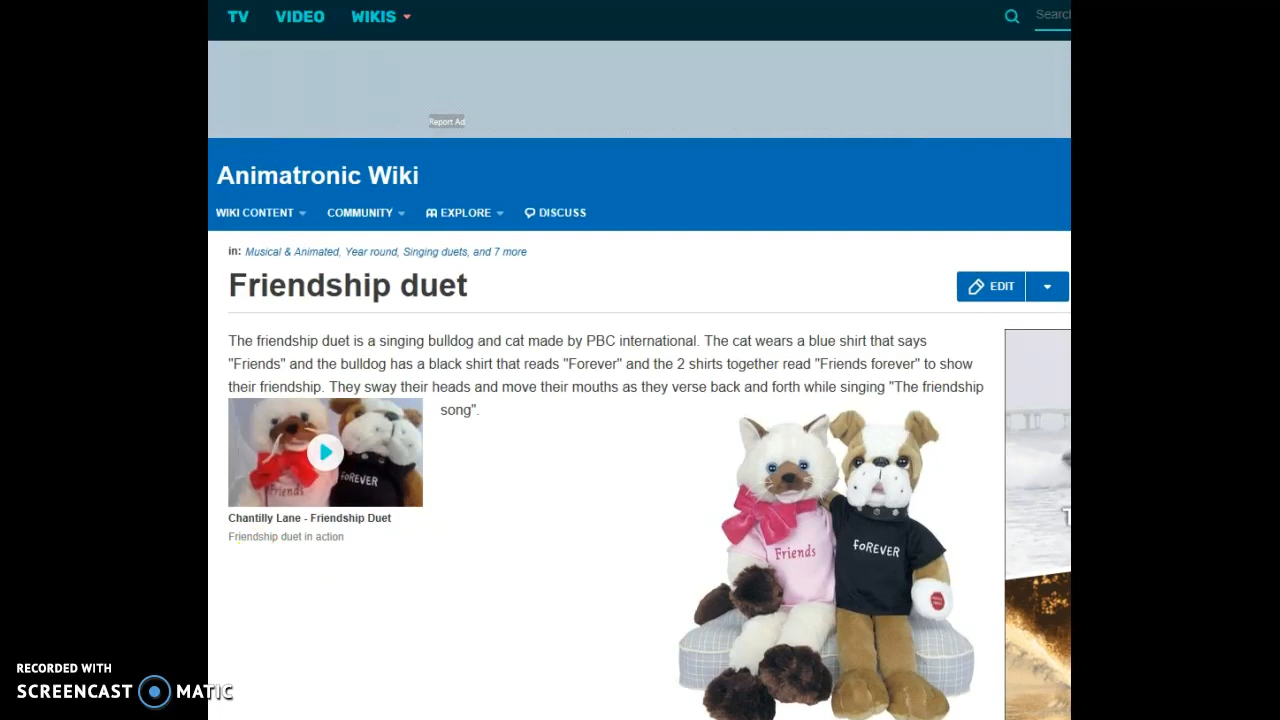 TV VIDEO WIKIS Search
Report Ad
Animatronic Wiki
WIKI CONTENT COMMUNITY EXPLORE DISCUSS
in: Musical & Animated, Year round, Singing duets, and 7 more
Friendship duet
EDIT
The friendship duet is a singing bulldog and cat made by PBC international. The cat wears a blue shirt that says
"Friends" and the bulldog has a black shirt that reads "Forever" and the 2 shirts together read "Friends forever" to show
their friendship. They sway their heads and move their mouths as they verse back and forth while singing "The friendship
song".
Friends
foREVER
Chantilly Lane - Friendship Duet
Friendship duet in action
Friends
foREVER
RECORDED WITH
SCREENCAST MATIC